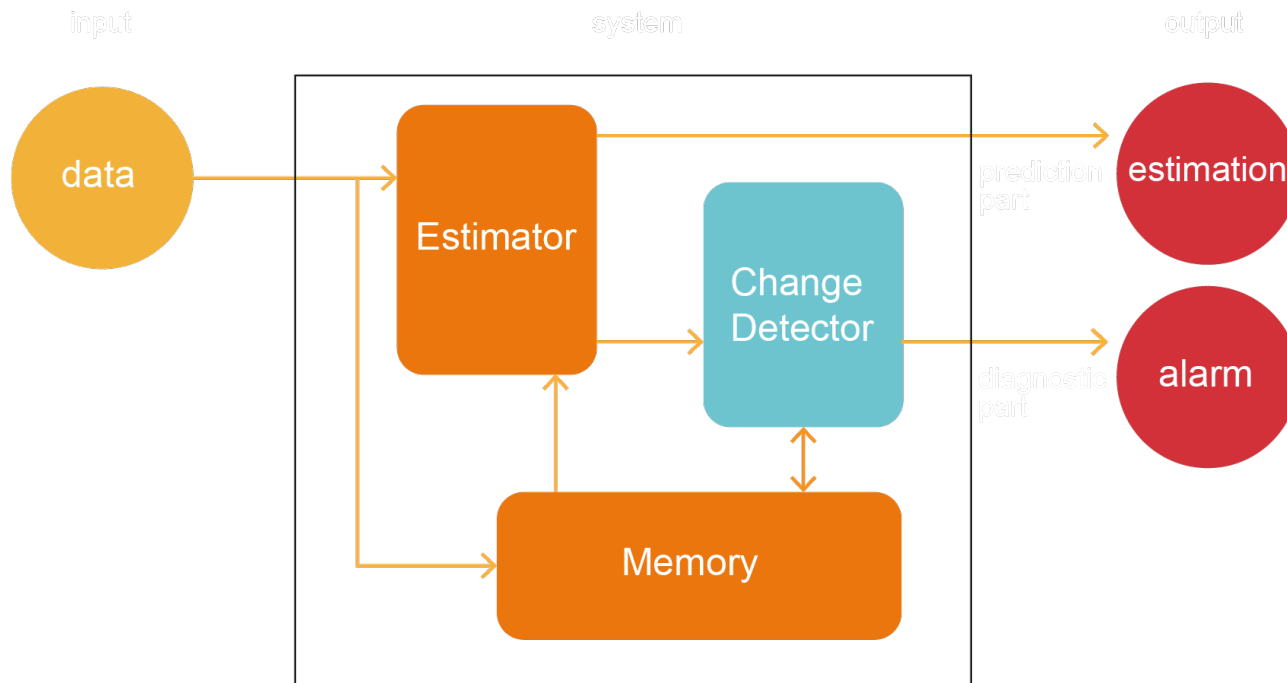 input
system
output
data
Estimator
Change
Detector
Memory
prediction
part
estimation
diagnostic
part
alarm